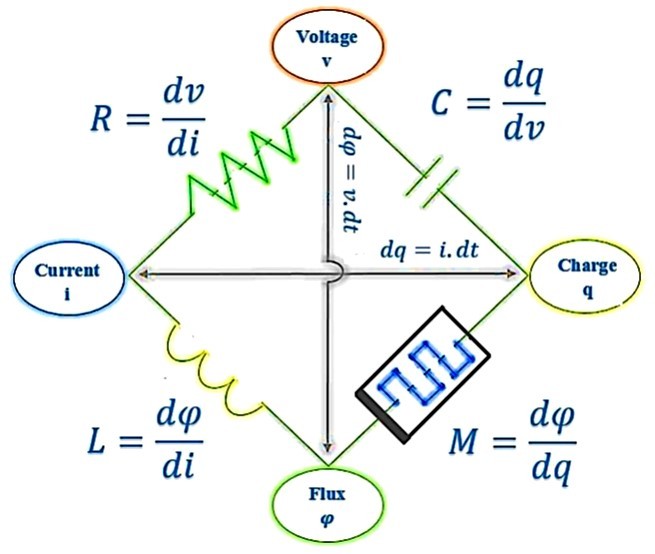 Voltage
v
R = dv/di
C = dq/dv
dφ = v.dt
dq = i.dt
Current
i
Charge
q
L = dφ/di
M = dφ/dq
Flux
φ